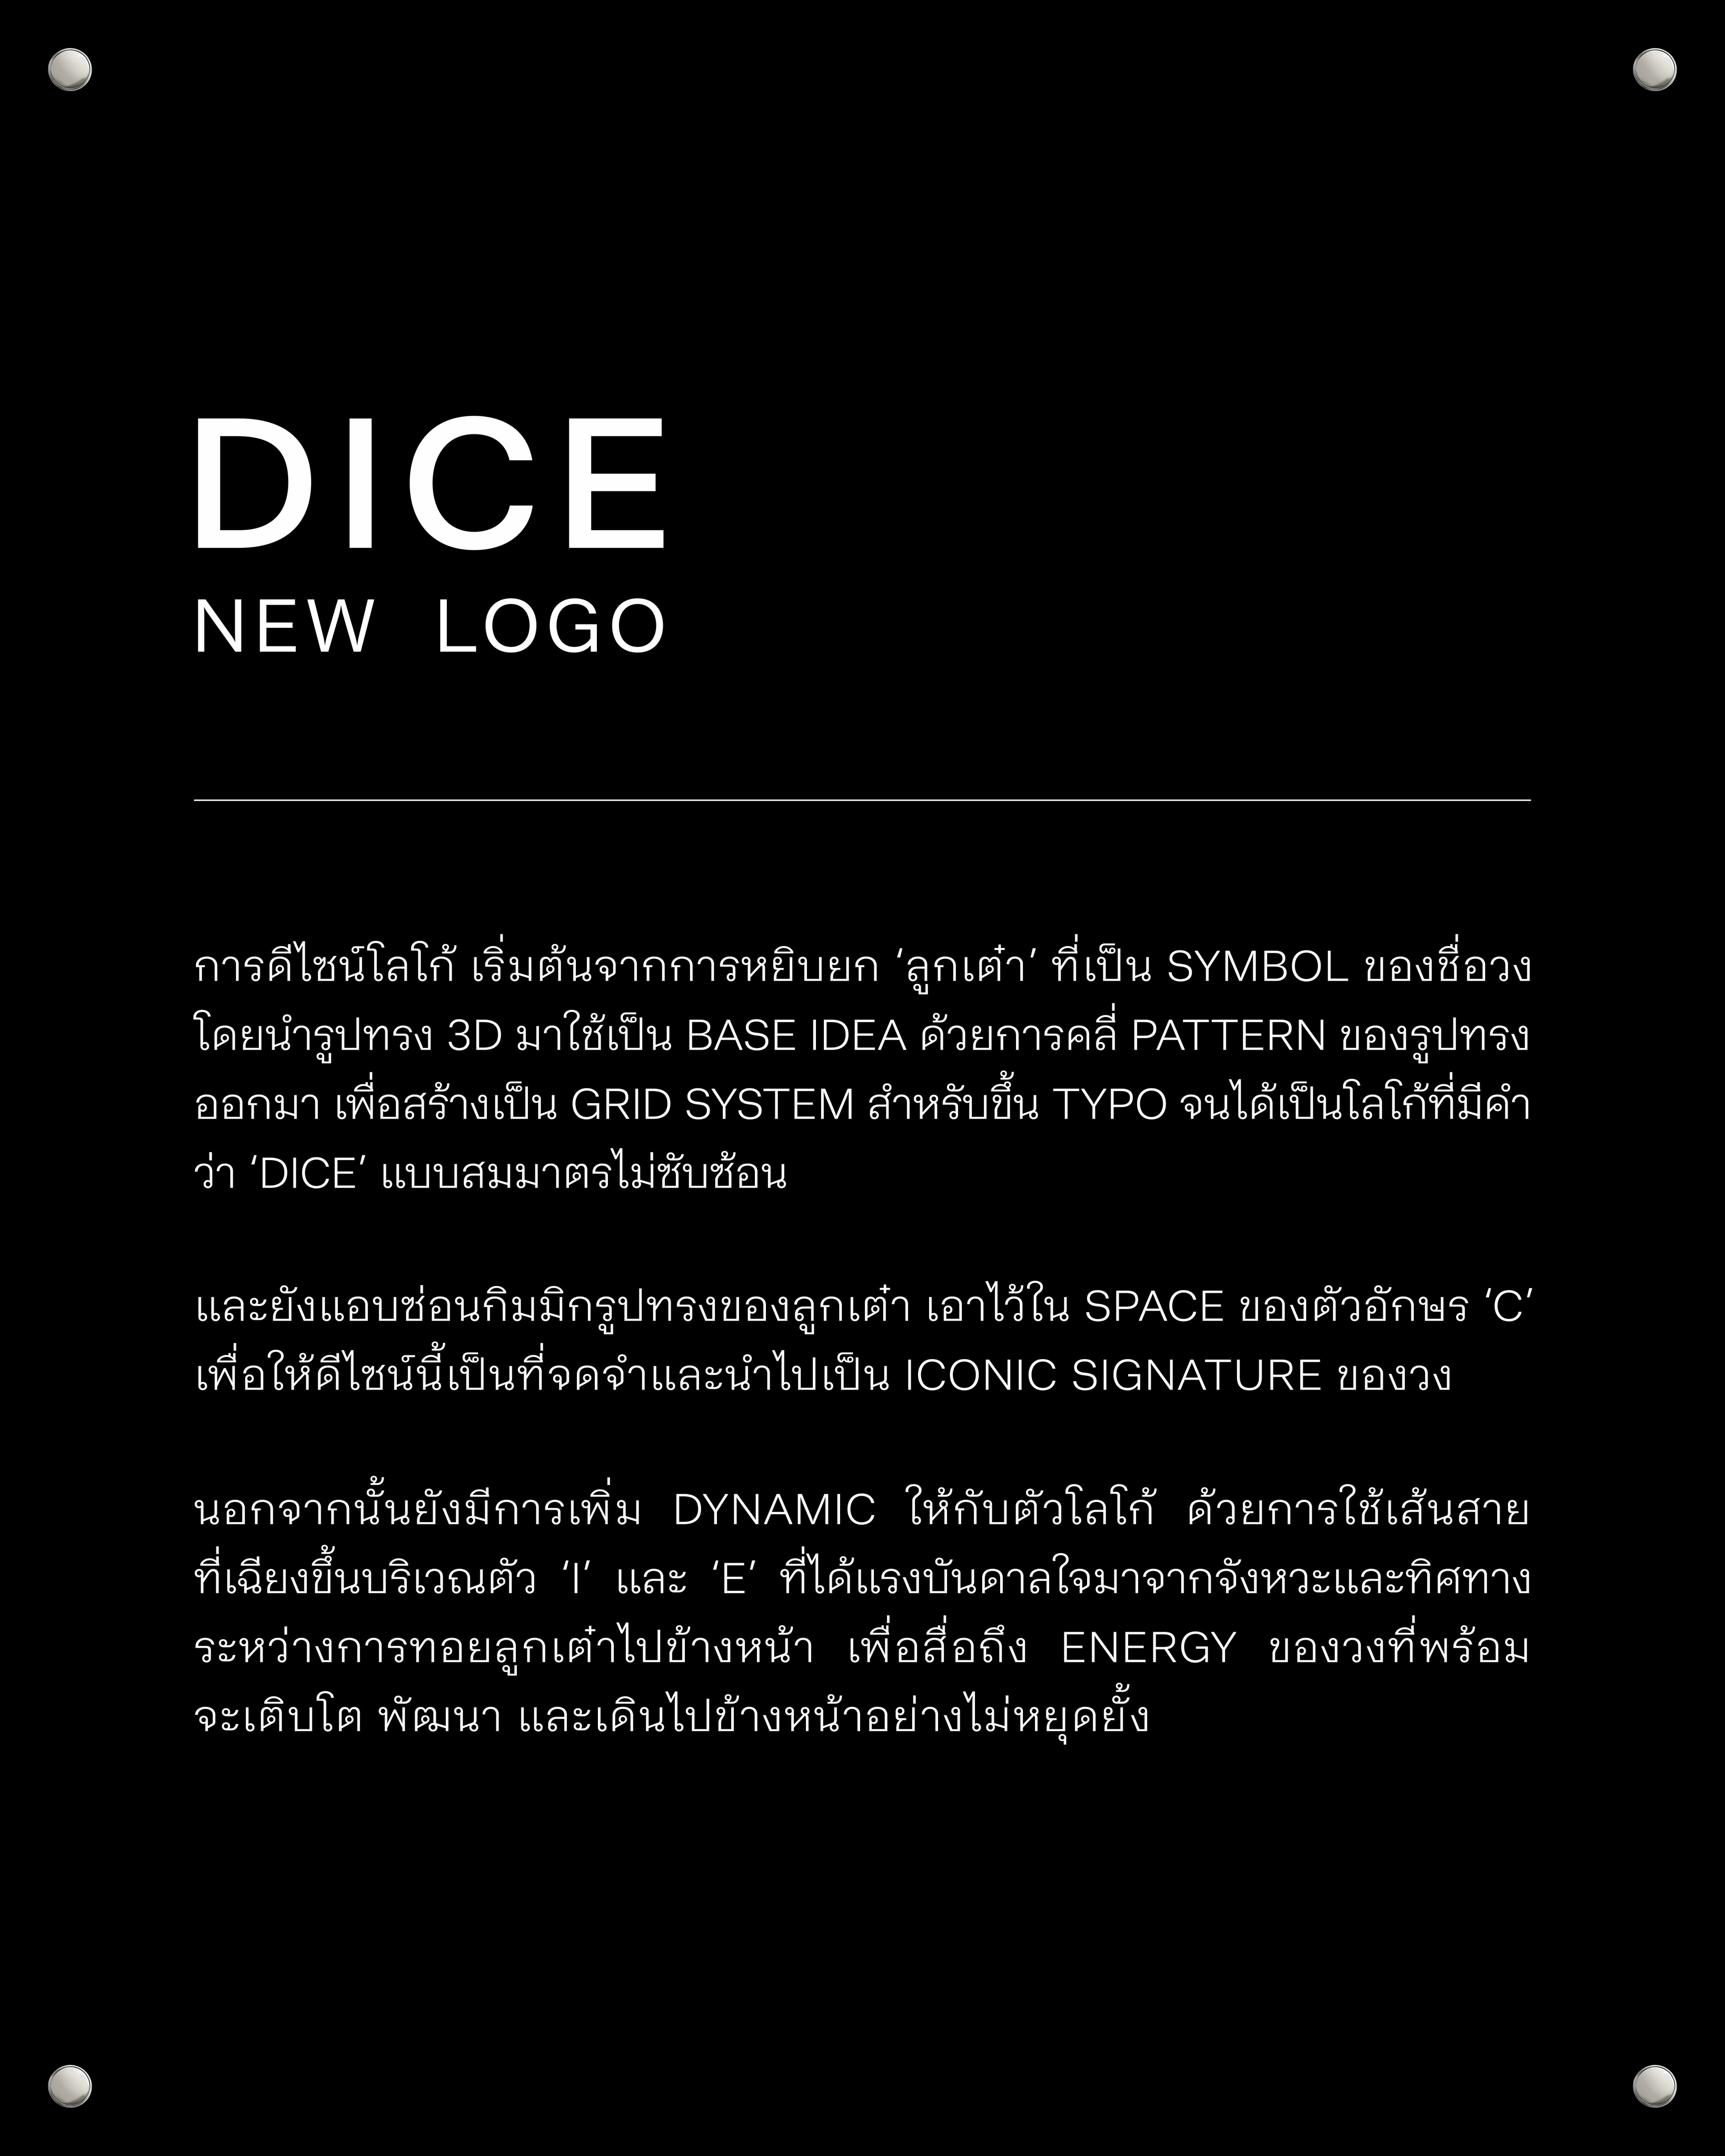 DICE
NEW LOGO
การดีไซน์โลโก้ เริ่มต้นจากการหยิบยก ‘ลูกเต๋า’ ที่เป็น SYMBOL ของชื่อวง
โดยนำรูปทรง 3D มาใช้เป็น BASE IDEA ด้วยการคลี่ PATTERN ของรูปทรง
ออกมา เพื่อสร้างเป็น GRID SYSTEM สำหรับขึ้น TYPO จนได้เป็นโลโก้ที่มีคำ
ว่า ‘DICE’ แบบสมมาตรไม่ซับซ้อน
และยังแอบซ่อนกิมมิกรูปทรงของลูกเต๋า เอาไว้ใน SPACE ของตัวอักษร ‘C’
เพื่อให้ดีไซน์นี้เป็นที่จดจำและนำไปเป็น ICONIC SIGNATURE ของวง
นอกจากนั้นยังมีการเพิ่ม DYNAMIC ให้กับตัวโลโก้ ด้วยการใช้เส้นสาย
ที่เฉียงขึ้นบริเวณตัว ‘I’ และ ‘E’ ที่ได้แรงบันดาลใจมาจากจังหวะและทิศทาง
ระหว่างการทอยลูกเต๋าไปข้างหน้า เพื่อสื่อถึง ENERGY ของวงที่พร้อม
จะเติบโต พัฒนา และเดินไปข้างหน้าอย่างไม่หยุดยั้ง